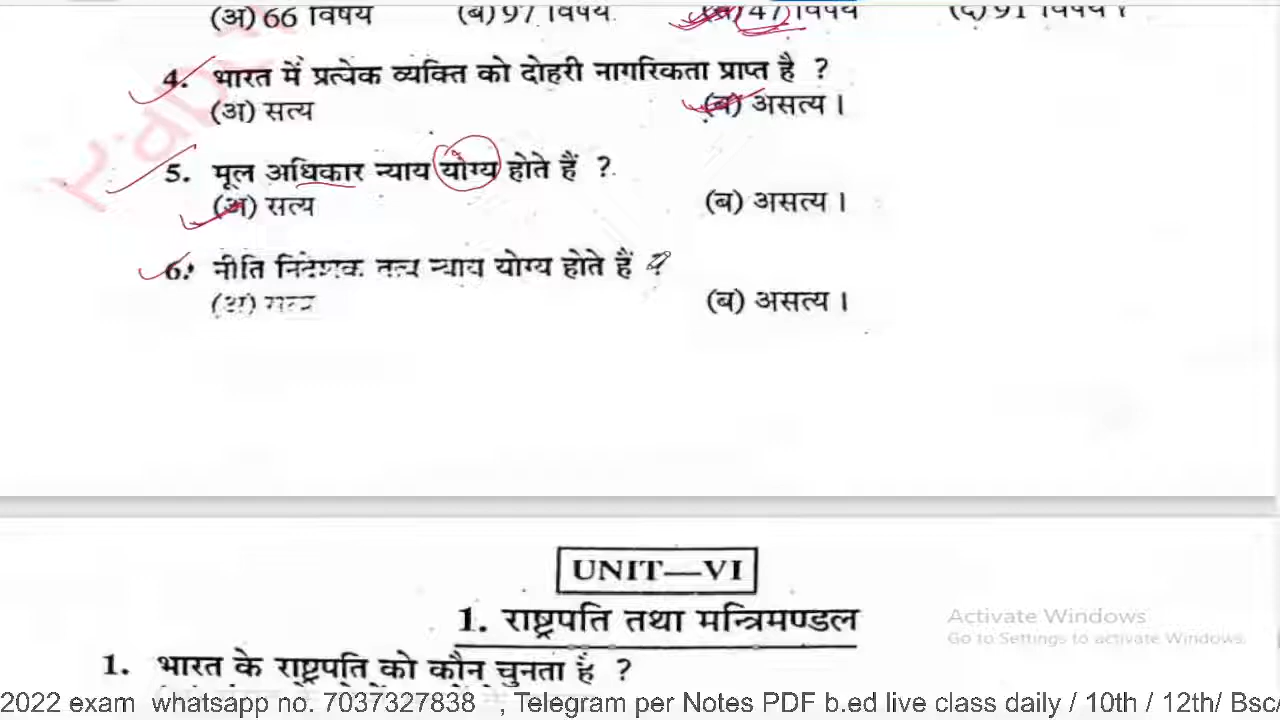 (अ) 66 विषय (ब) 97 विषय (स) 47 विषय (द) 91 विषय ।
4. भारत में प्रत्येक व्यक्ति को दोहरी नागरिकता प्राप्त है ?
(अ) सत्य (ब) असत्य ।
5. मूल अधिकार न्याय योग्य होते हैं ?
(अ) सत्य (ब) असत्य ।
6. नीति निदेशक तत्व न्याय योग्य होते हैं ?
(अ) सत्य (ब) असत्य ।
UNIT—VI
1. राष्ट्रपति तथा मन्त्रिमण्डल
Activate Windows
Go to Settings to activate Windows.
1. भारत के राष्ट्रपति को कौन चुनता है ?
2022 exam whatsapp no. 7037327838 , Telegram per Notes PDF b.ed live class daily / 10th / 12th/ Bsc